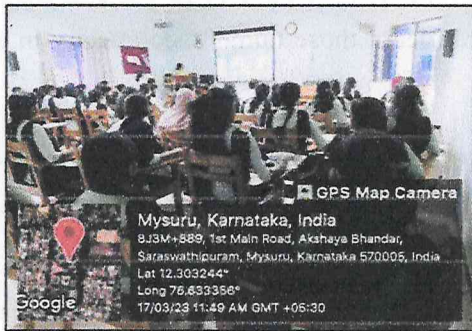 GPS Map Camera
Mysuru, Karnataka, India
8J3M+889, 1st Main Road, Akshaya Bhandar,
Saraswathipuram, Mysuru, Karnataka 570005, India
Lat 12.303244°
Long 76.633356°
17/03/23 11:49 AM GMT +05:30
Google